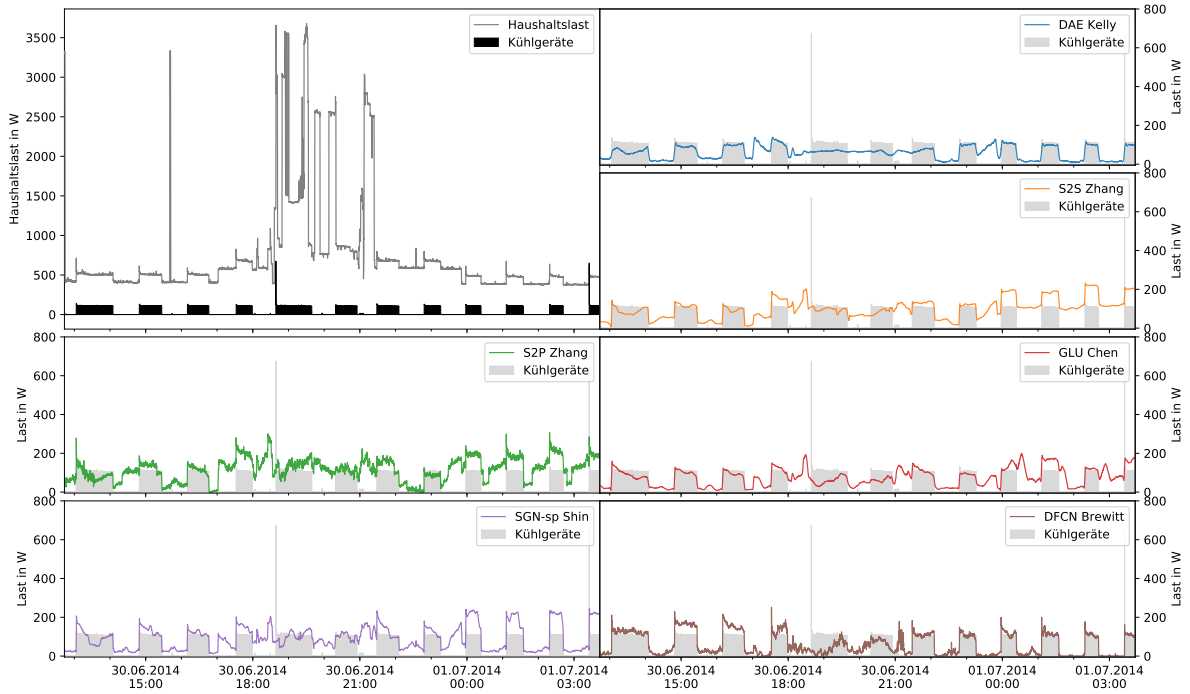 Haushaltslast
Kühlgeräte
3500
3000
2500
2000
1500
1000
500
0
Haushaltslast in W
DAE Kelly
Kühlgeräte
800
600
400
200
0
Last in W
S2S Zhang
Kühlgeräte
800
600
400
200
0
Last in W
S2P Zhang
Kühlgeräte
800
600
400
200
0
Last in W
30.06.2014 30.06.2014 30.06.2014 01.07.2014 01.07.2014
15:00 18:00 21:00 00:00 03:00
GLU Chen
Kühlgeräte
800
600
400
200
0
Last in W
SGN-sp Shin
Kühlgeräte
800
600
400
200
0
Last in W
30.06.2014 30.06.2014 30.06.2014 01.07.2014 01.07.2014
15:00 18:00 21:00 00:00 03:00
DFCN Brewitt
Kühlgeräte
800
600
400
200
0
Last in W